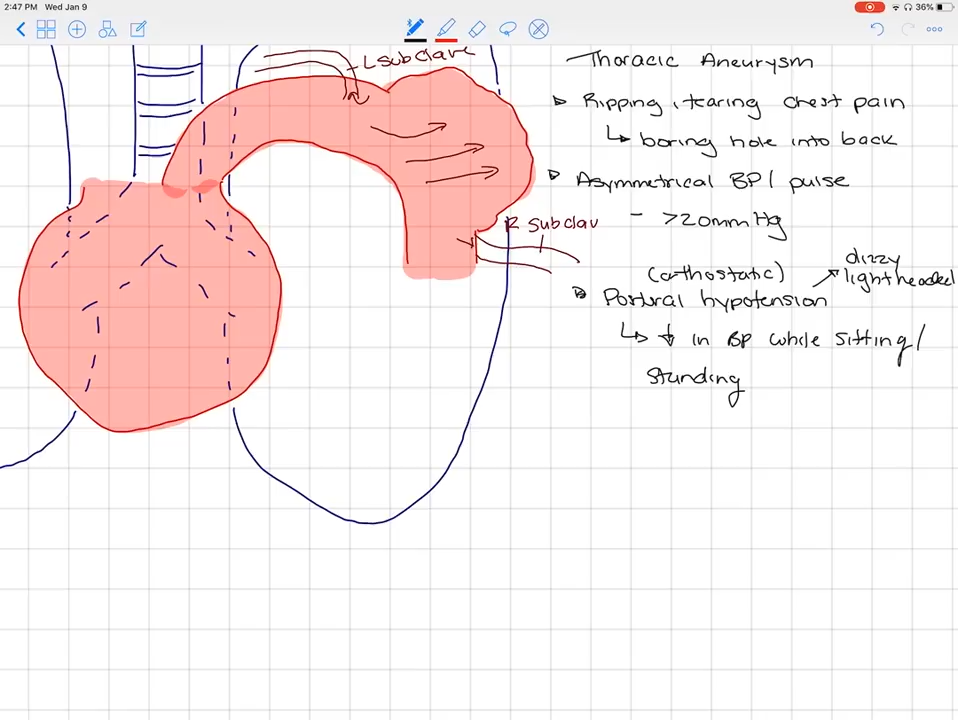 2:47 PM Wed Jan 9
36%
L subclave
Thoracic Aneurysm
Ripping, tearing chest pain
boring hole into back
Asymmetrical BP/ pulse
R subclav
- >20mmHg
dizzy
lightheaded
(orthostatic)
Postural hypotension
↓ in BP while sitting/
standing